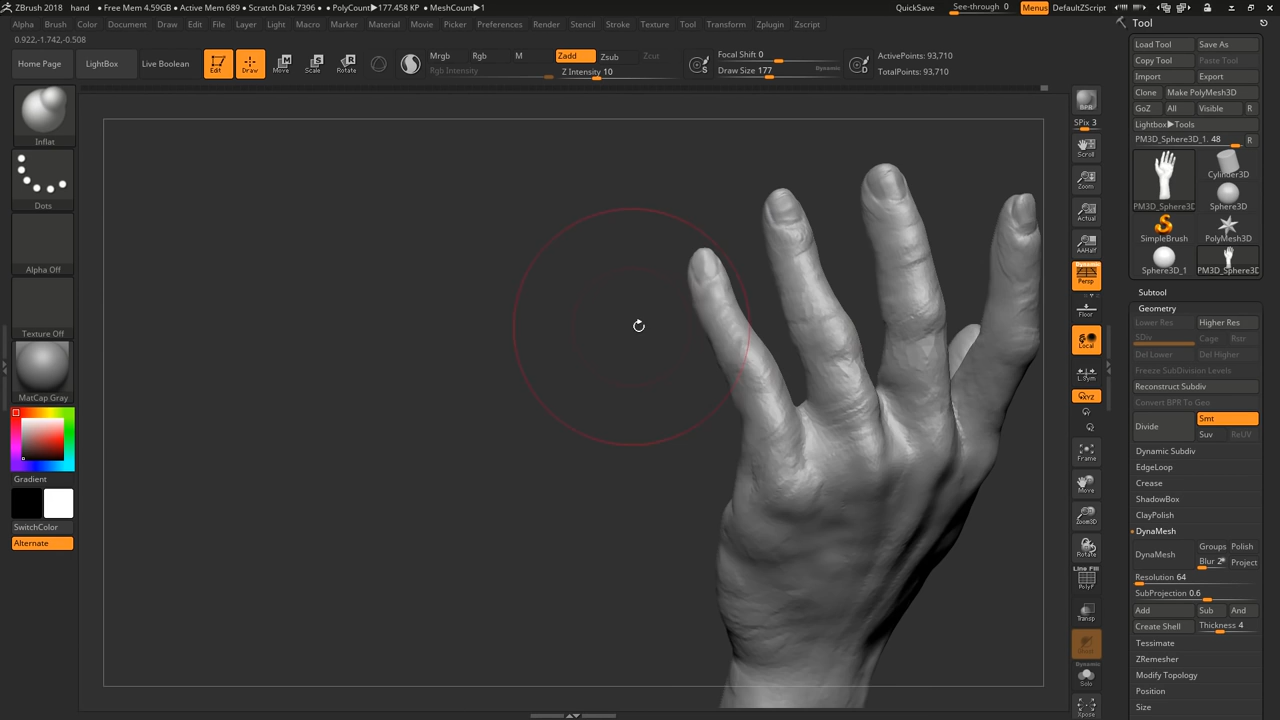 ZBrush 2018 hand ● Free Mem 4.59GB ● Active Mem 689 ● Scratch Disk 7396 ● ● PolyCount▶177.458 KP ● MeshCount▶1
QuickSave See-through 0 Menus DefaultZScript
Alpha Brush Color Document Draw Edit File Layer Light Macro Marker Material Movie Picker Preferences Render Stencil Stroke Texture Tool Transform Zplugin Zscript
0.922,-1.742,-0.508
Home Page LightBox Live Boolean
Edit Draw Move Scale Rotate
Mrgb Rgb M
Rgb Intensity
Zadd Zsub Zcut
Z Intensity 10
S
Focal Shift 0
Draw Size 177 Dynamic
D
ActivePoints: 93,710
TotalPoints: 93,710
Inflat
Dots
Alpha Off
Texture Off
MatCap Gray
Gradient
SwitchColor
Alternate
BPR
SPix 3
Scroll
Zoom
Actual
AAHalf
Dynamic
Persp
Floor
Local
L.Sym
XYZ
Frame
Move
Zoom3D
Rotate
Line Fill
PolyF
Transp
Dynamic
Solo
Xpose
Tool
Load Tool Save As
Copy Tool Paste Tool
Import Export
Clone Make PolyMesh3D
GoZ All Visible R
Lightbox▶Tools
PM3D_Sphere3D_1. 48 R
PM3D_Sphere3D
Cylinder3D
Sphere3D
SimpleBrush PolyMesh3D
Sphere3D_1 PM3D_Sphere3D
Subtool
Geometry
Lower Res Higher Res
SDiv Cage Rstr
Del Lower Del Higher
Freeze SubDivision Levels
Reconstruct Subdiv
Convert BPR To Geo
Divide Smt
Suv ReUV
Dynamic Subdiv
EdgeLoop
Crease
ShadowBox
ClayPolish
DynaMesh
DynaMesh Groups Polish
Blur 2 Project
Resolution 64
SubProjection 0.6
Add Sub And
Create Shell Thickness 4
Tessimate
ZRemesher
Modify Topology
Position
Size